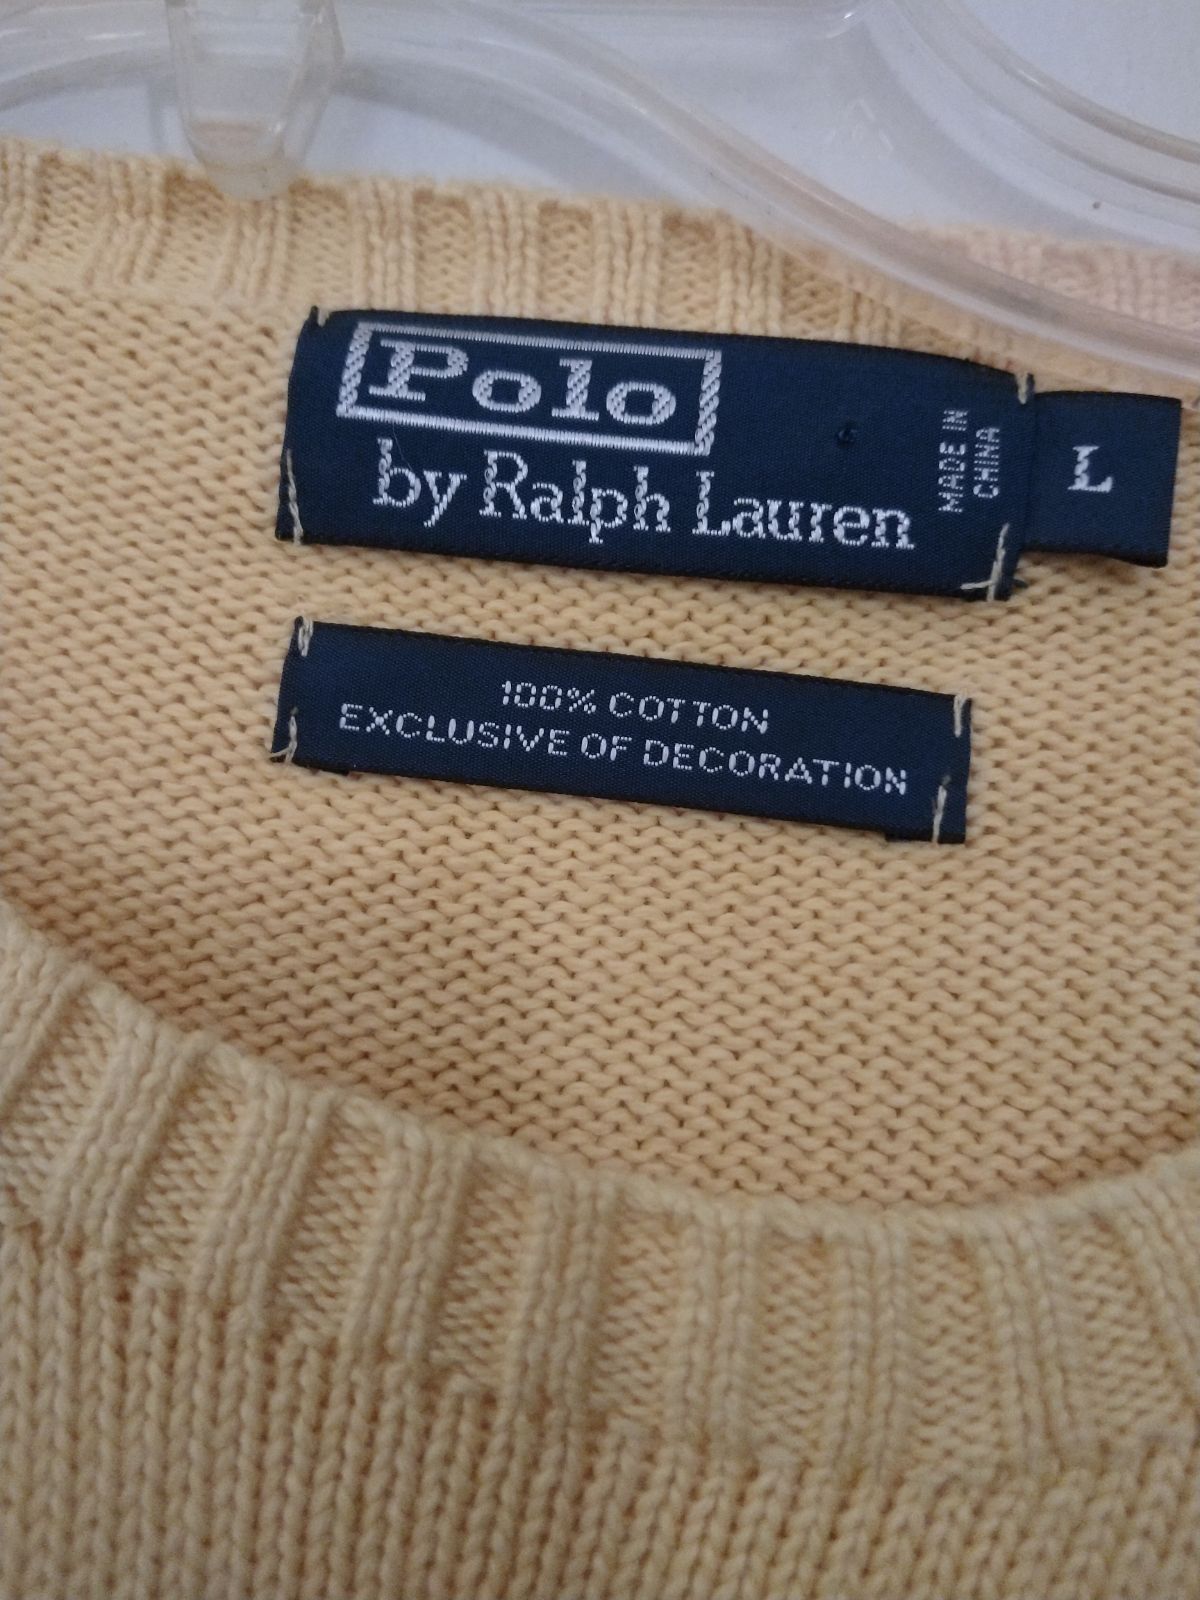 Polo
by Ralph Lauren
MADE IN
CHINA
L
100% COTTON
EXCLUSIVE OF DECORATION